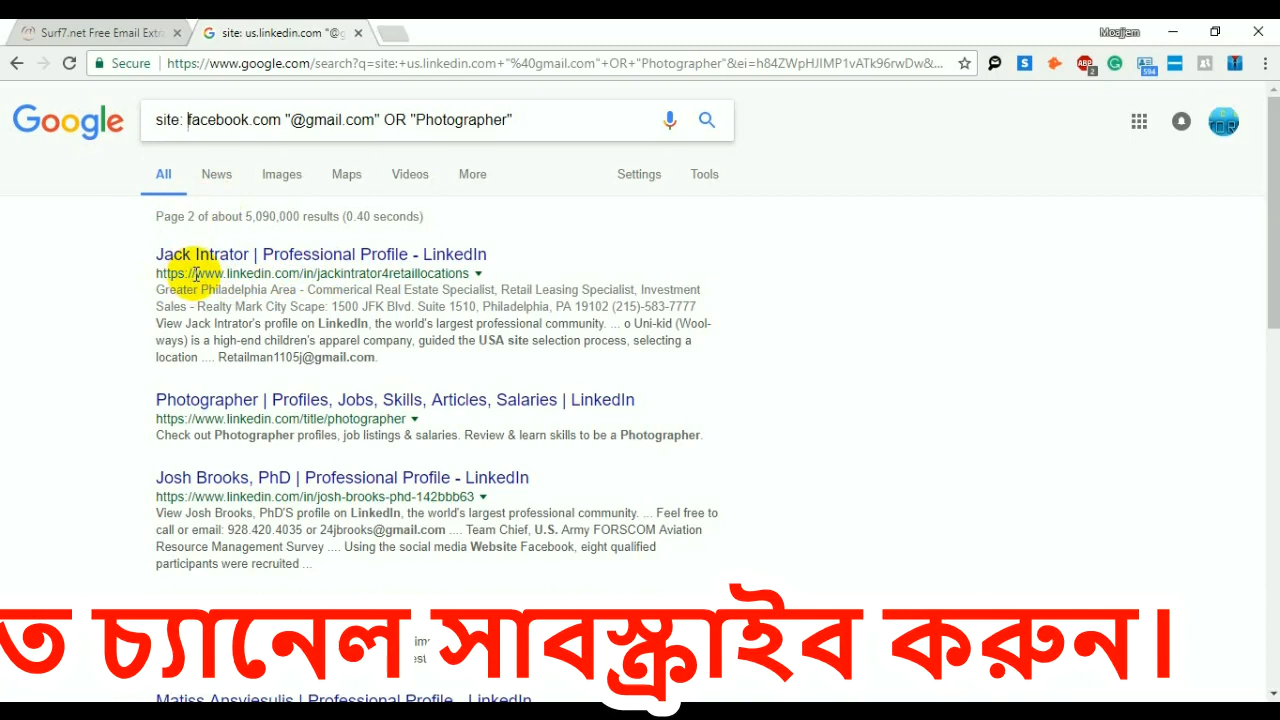 Surf7.net Free Email Extra
site: us.linkedin.com "@g
Moajjem
Secure
https://www.google.com/search?q=site:+us.linkedin.com+"%40gmail.com"+OR+"Photographer"&ei=h84ZWpHJIMP1vATk96rwDw&...
ABP
2
594
Google
site: facebook.com "@gmail.com" OR "Photographer"
All
News
Images
Maps
Videos
More
Settings
Tools
Page 2 of about 5,090,000 results (0.40 seconds)
Jack Intrator | Professional Profile - LinkedIn
https://www.linkedin.com/in/jackintrator4retaillocations
Greater Philadelphia Area - Commerical Real Estate Specialist, Retail Leasing Specialist, Investment
Sales - Realty Mark City Scape: 1500 JFK Blvd. Suite 1510, Philadelphia, PA 19102 (215)-583-7777
View Jack Intrator's profile on LinkedIn, the world's largest professional community. ... o Uni-kid (Wool-
ways) is a high-end children's apparel company, guided the USA site selection process, selecting a
location .... Retailman1105j@gmail.com.
Photographer | Profiles, Jobs, Skills, Articles, Salaries | LinkedIn
https://www.linkedin.com/title/photographer
Check out Photographer profiles, job listings & salaries. Review & learn skills to be a Photographer.
Josh Brooks, PhD | Professional Profile - LinkedIn
https://www.linkedin.com/in/josh-brooks-phd-142bbb63
View Josh Brooks, PhD'S profile on LinkedIn, the world's largest professional community. ... Feel free to
call or email: 928.420.4035 or 24jbrooks@gmail.com .... Team Chief, U.S. Army FORSCOM Aviation
Resource Management Survey .... Using the social media Website Facebook, eight qualified
participants were recruited ...
ত চ্যানেল সাবস্ক্রাইব করুন।
Matiss Ansviesulis | Professional Profile - LinkedIn